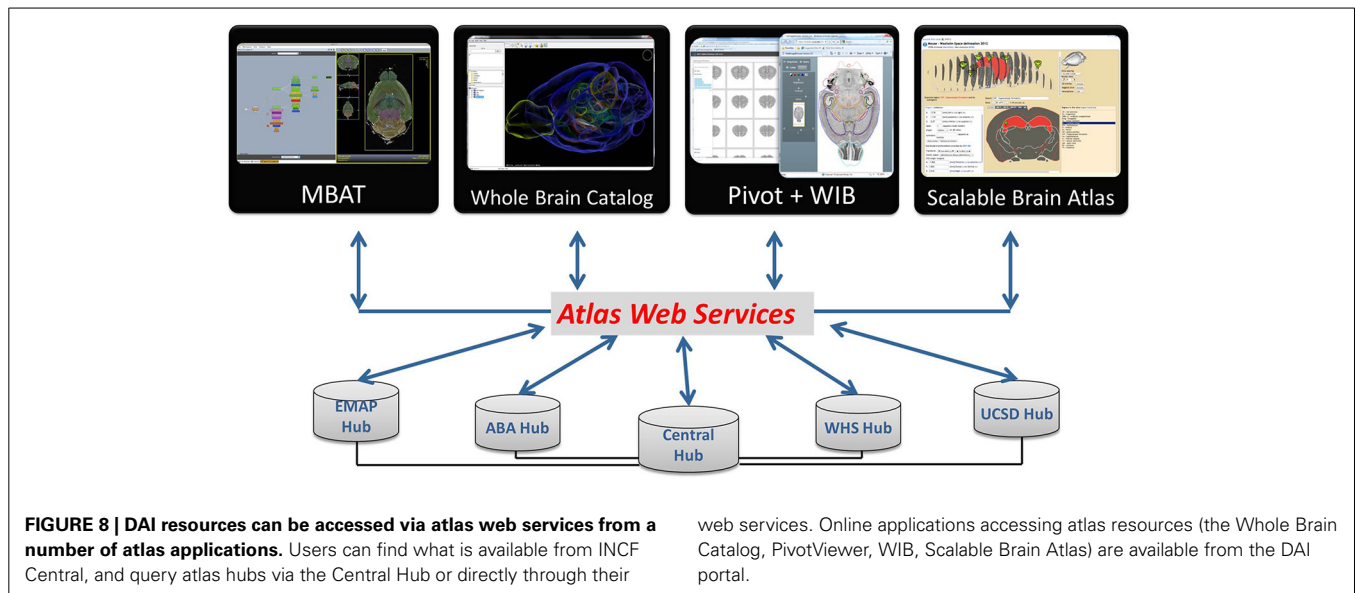 MBAT
Whole Brain Catalog
Pivot + WIB
Scalable Brain Atlas
Atlas Web Services
EMAP
Hub
ABA Hub
Central
Hub
WHS Hub
UCSD Hub
FIGURE 8 | DAI resources can be accessed via atlas web services from a
number of atlas applications. Users can find what is available from INCF
Central, and query atlas hubs via the Central Hub or directly through their
web services. Online applications accessing atlas resources (the Whole Brain
Catalog, PivotViewer, WIB, Scalable Brain Atlas) are available from the DAI
portal.